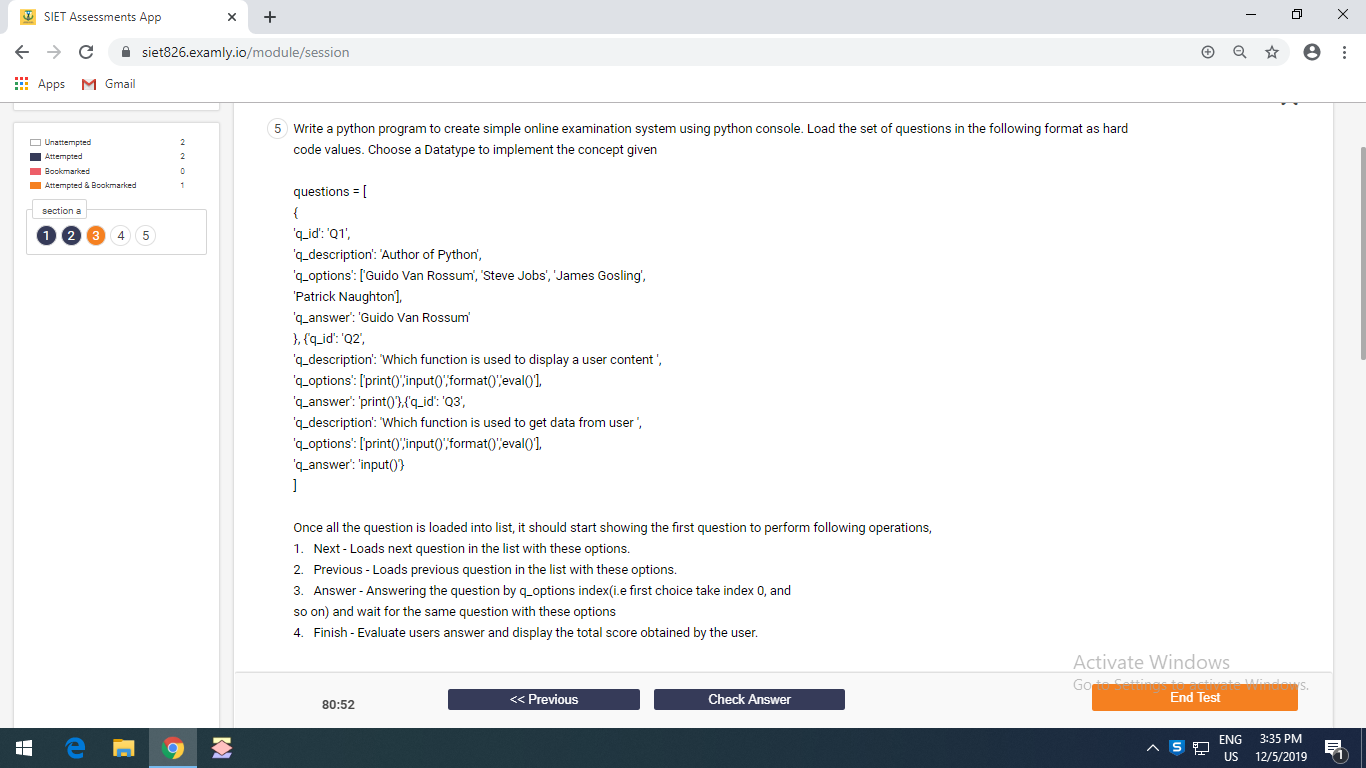 SIET Assessments App
siet826.examly.io/module/session
Apps
Gmail
Unattempted 2
Attempted 2
Bookmarked 0
Attempted & Bookmarked 1
section a
1 2 3 4 5
5 Write a python program to create simple online examination system using python console. Load the set of questions in the following format as hard
code values. Choose a Datatype to implement the concept given
questions = [
{
'q_id': 'Q1',
'q_description': 'Author of Python',
'q_options': ['Guido Van Rossum', 'Steve Jobs', 'James Gosling',
'Patrick Naughton'],
'q_answer': 'Guido Van Rossum'
}, {'q_id': 'Q2',
'q_description': 'Which function is used to display a user content ',
'q_options': ['print()','input()','format()','eval()'],
'q_answer': 'print()'},{'q_id': 'Q3',
'q_description': 'Which function is used to get data from user ',
'q_options': ['print()','input()','format()','eval()'],
'q_answer': 'input()'}
]
Once all the question is loaded into list, it should start showing the first question to perform following operations,
1. Next - Loads next question in the list with these options.
2. Previous - Loads previous question in the list with these options.
3. Answer - Answering the question by q_options index(i.e first choice take index 0, and
so on) and wait for the same question with these options
4. Finish - Evaluate users answer and display the total score obtained by the user.
Activate Windows
Go to Settings to activate Windows.
80:52
<< Previous
Check Answer
End Test
ENG
US
3:35 PM
12/5/2019
1